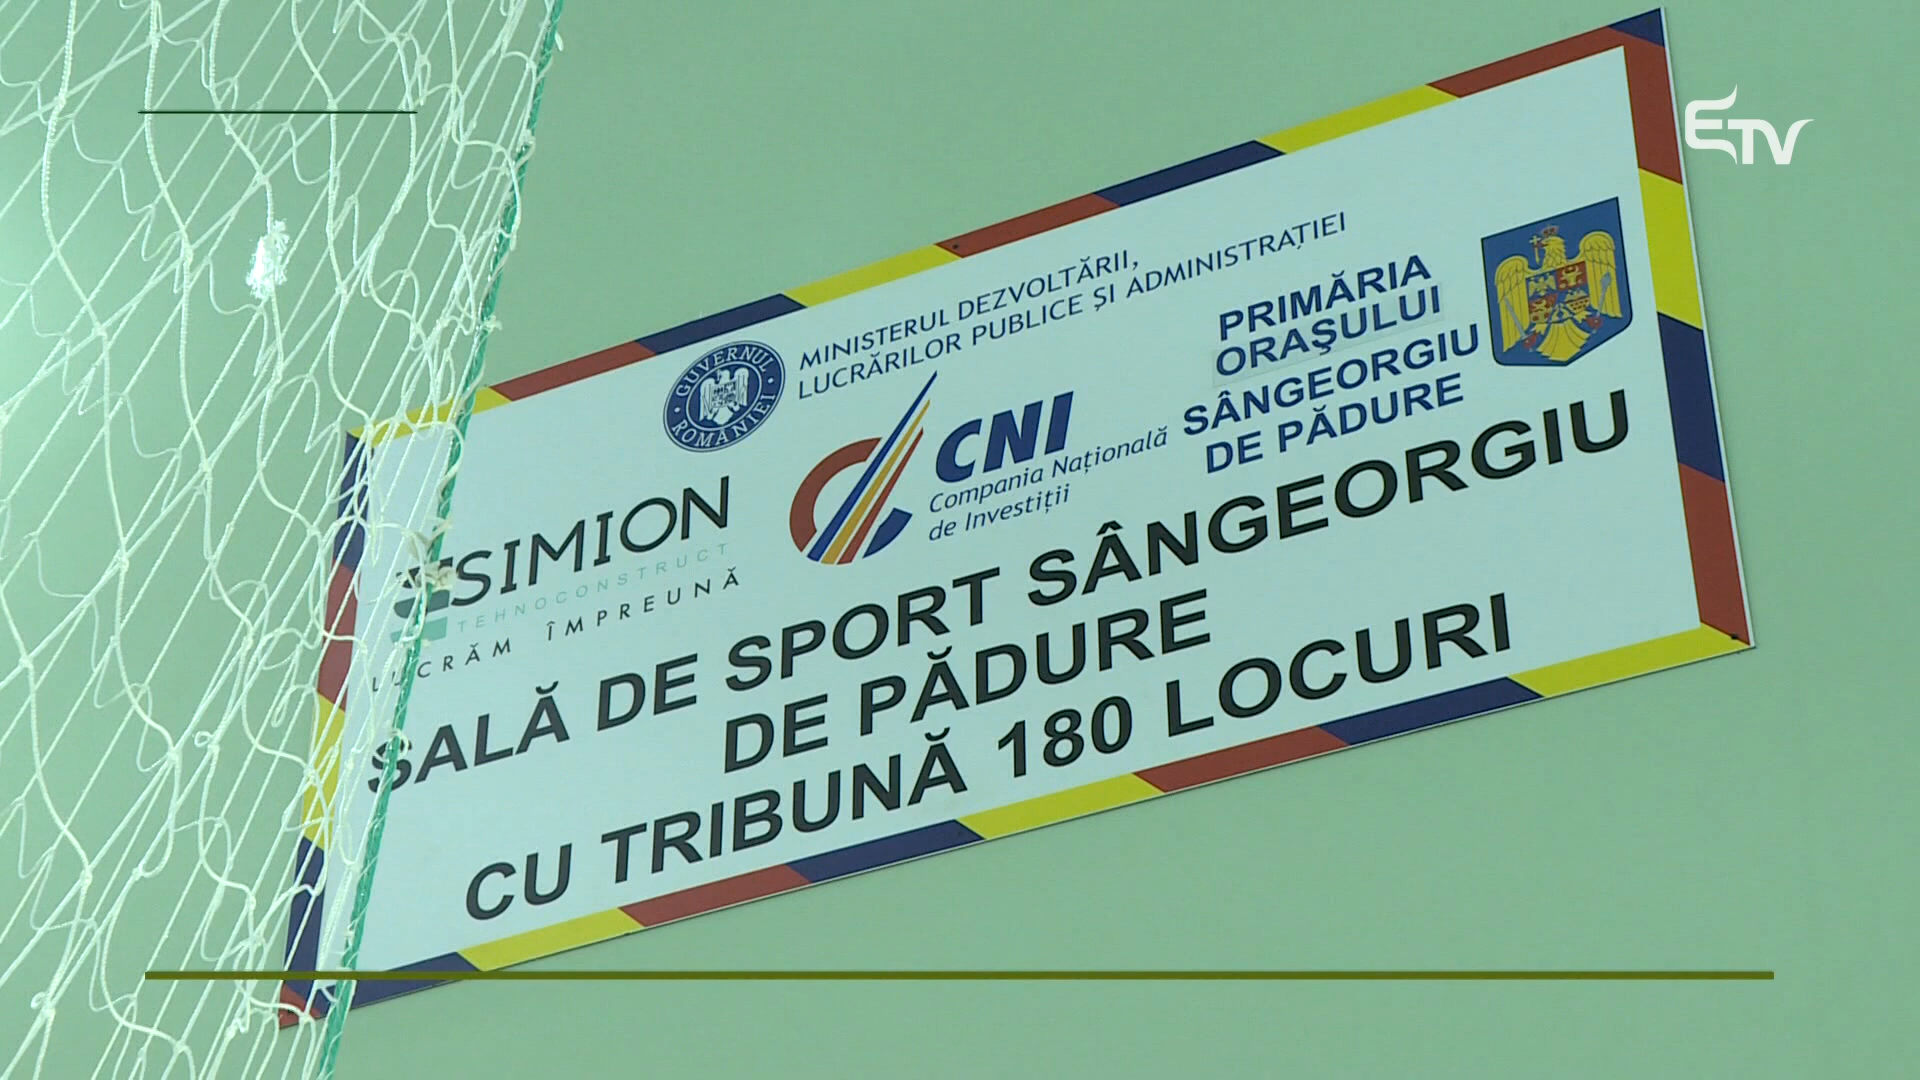 ETV
GUVERNUL ROMÂNIEI
MINISTERUL DEZVOLTĂRII,
LUCRĂRILOR PUBLICE ȘI ADMINISTRAȚIEI
PRIMĂRIA
ORAŞULUI
SÂNGEORGIU
DE PĂDURE
CNI
Compania Națională
de Investiții
SIMION
TEHNOCONSTRUCT
LUCRĂM ÎMPREUNĂ
SALĂ DE SPORT SÂNGEORGIU
DE PĂDURE
CU TRIBUNĂ 180 LOCURI